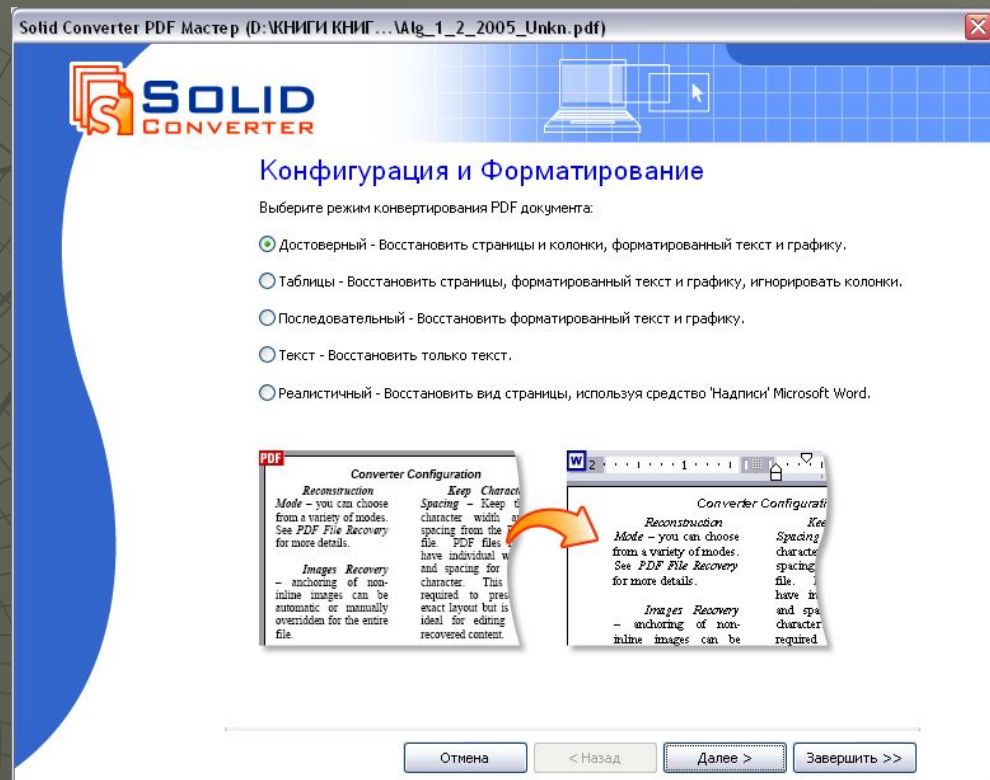 Solid Converter PDF Мастер (D:\КНИГИ КНИГ...\Alg_1_2_2005_Unkn.pdf)
SOLID
CONVERTER
Конфигурация и Форматирование
Выберите режим конвертирования PDF документа:
Достоверный - Восстановить страницы и колонки, форматированный текст и графику.
Таблицы - Восстановить страницы, форматированный текст и графику, игнорировать колонки.
Последовательный - Восстановить форматированный текст и графику.
Текст - Восстановить только текст.
Реалистичный - Восстановить вид страницы, используя средство 'Надписи' Microsoft Word.
PDF
Converter Configuration
Reconstruction
Mode – you can choose
from a variety of modes.
See PDF File Recovery
for more details.
Images Recovery
– anchoring of non-
inline images can be
automatic or manually
overridden for the entire
file.
Keep Charact
Spacing – Keep
character width
spacing from the
file. PDF files
have individual
and spacing for
character. This
required to pres
exact layout but is
ideal for editing
recovered content.
W
2 1
Converter Configurati
Reconstruction
Mode – you can choose
from a variety of modes.
See PDF File Recovery
for more details.
Images Recovery
– anchoring of non-
inline images can be
Kee
Spacing
characte
spacing
file.
have in
and spa
character
required
Отмена
< Назад
Далее >
Завершить >>